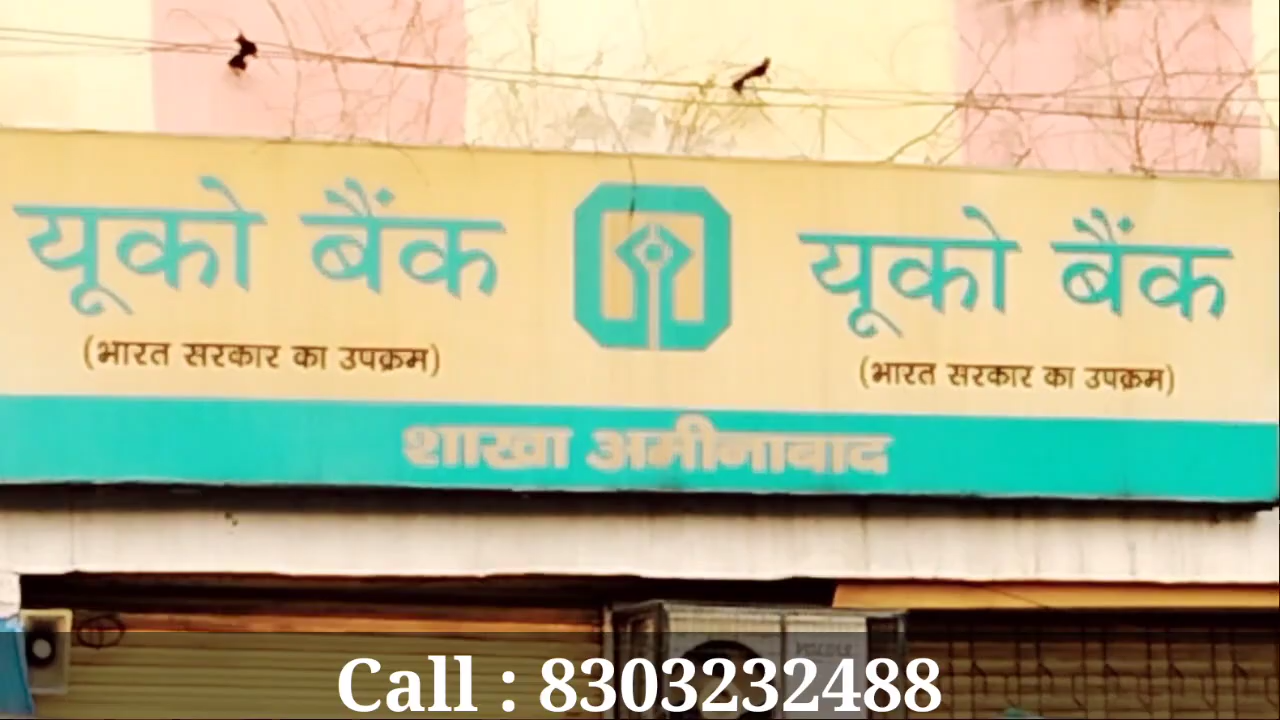 यूको बैंक
(भारत सरकार का उपक्रम)
यूको बैंक
(भारत सरकार का उपक्रम)
शाखा अमीनाबाद
Call : 8303232488